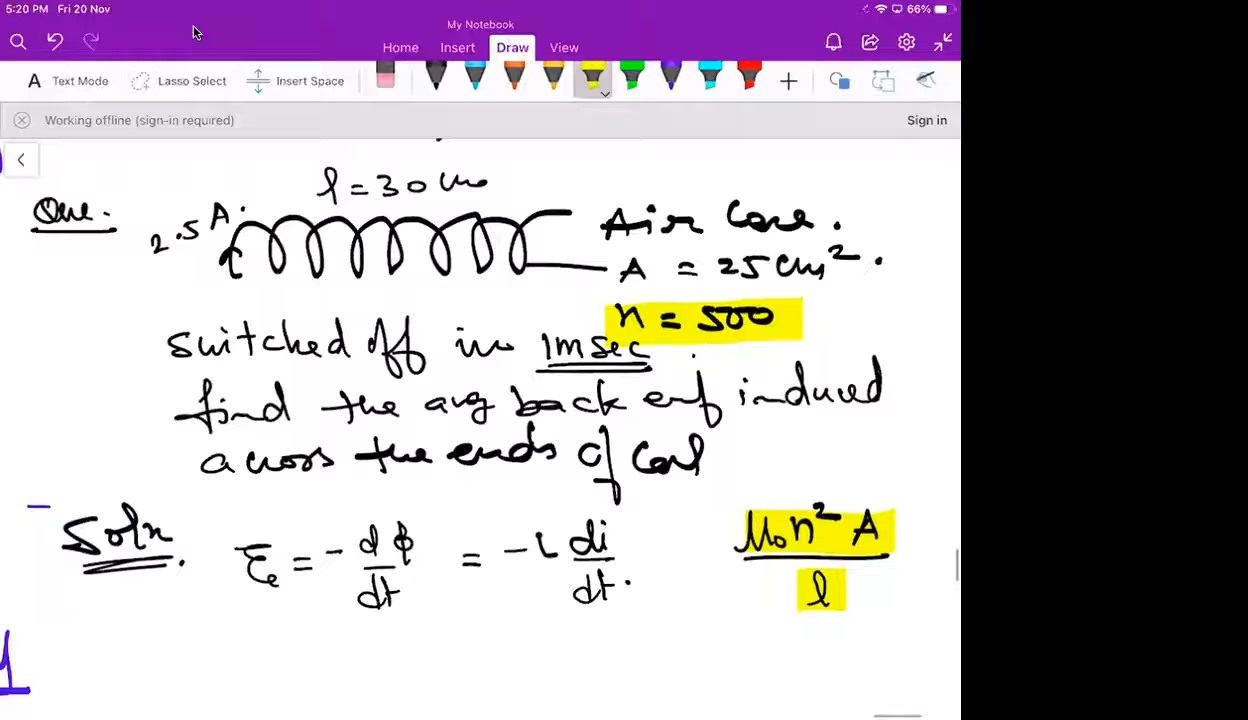 5:20 PM Fri 20 Nov
66%
My Notebook
Home Insert Draw View
A Text Mode Lasso Select Insert Space
Working offline (sign-in required) Sign in
l = 30 cm
Que. 2.5 A. Air Core.
A = 25 cm².
n = 500
switched off in 1msec
find the avg back emf induced
across the ends of
Soln. = - dφ/dt = - L di/dt. μ₀n²A/l